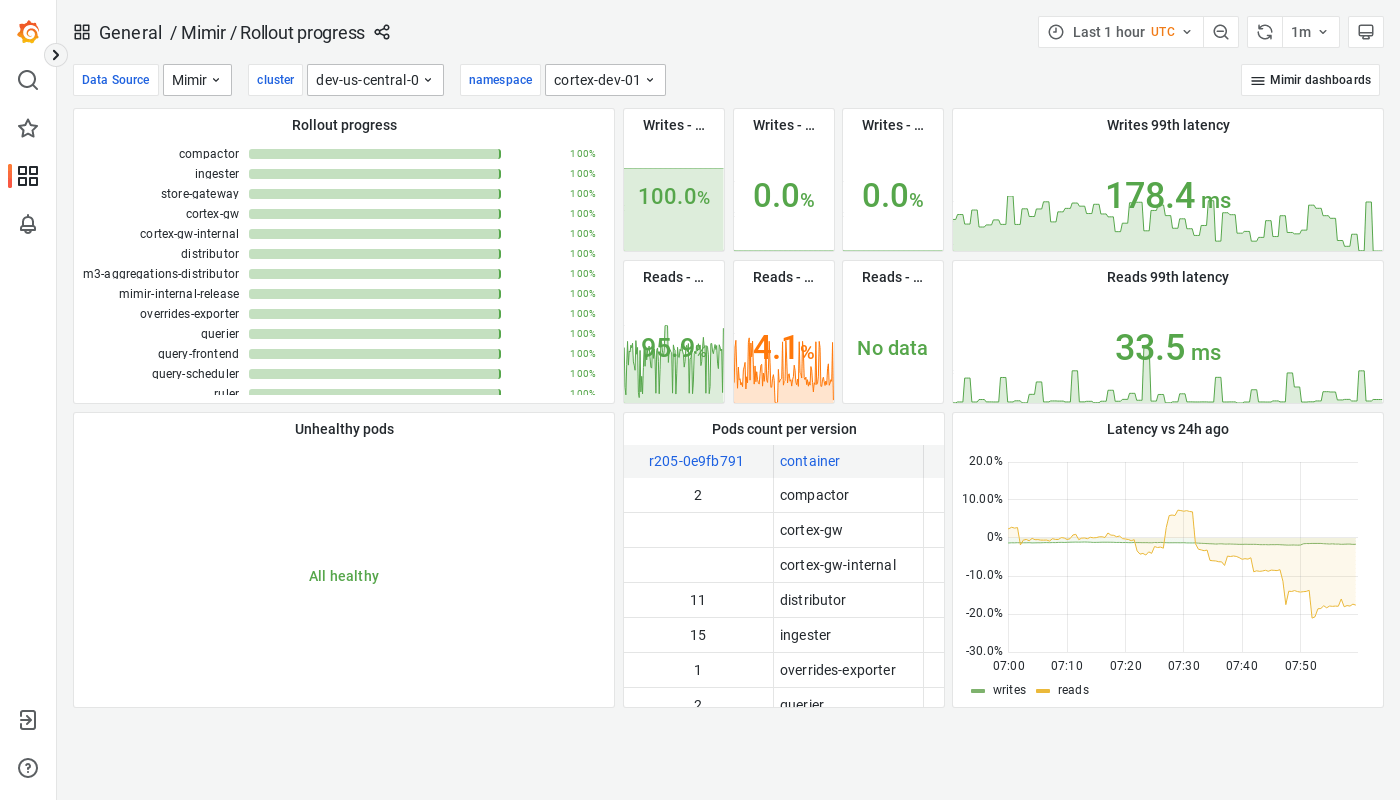 General / Mimir / Rollout progress
Last 1 hour UTC
1m
Data Source Mimir
cluster dev-us-central-0
namespace cortex-dev-01
Mimir dashboards
Rollout progress
compactor 100%
ingester 100%
store-gateway 100%
cortex-gw 100%
cortex-gw-internal 100%
distributor 100%
m3-aggregations-distributor 100%
mimir-internal-release 100%
overrides-exporter 100%
querier 100%
query-frontend 100%
query-scheduler 100%
ruler 100%
Writes - ...
100.0%
Writes - ...
0.0%
Writes - ...
0.0%
Writes 99th latency
178.4 ms
Reads - ...
95.9%
Reads - ...
4.1%
Reads - ...
No data
Reads 99th latency
33.5 ms
Unhealthy pods
All healthy
Pods count per version
r205-0e9fb791 container
2 compactor
cortex-gw
cortex-gw-internal
11 distributor
15 ingester
1 overrides-exporter
2 querier
Latency vs 24h ago
20.0%
10.00%
0%
-10.0%
-20.0%
-30.0%
07:00 07:10 07:20 07:30 07:40 07:50
writes reads